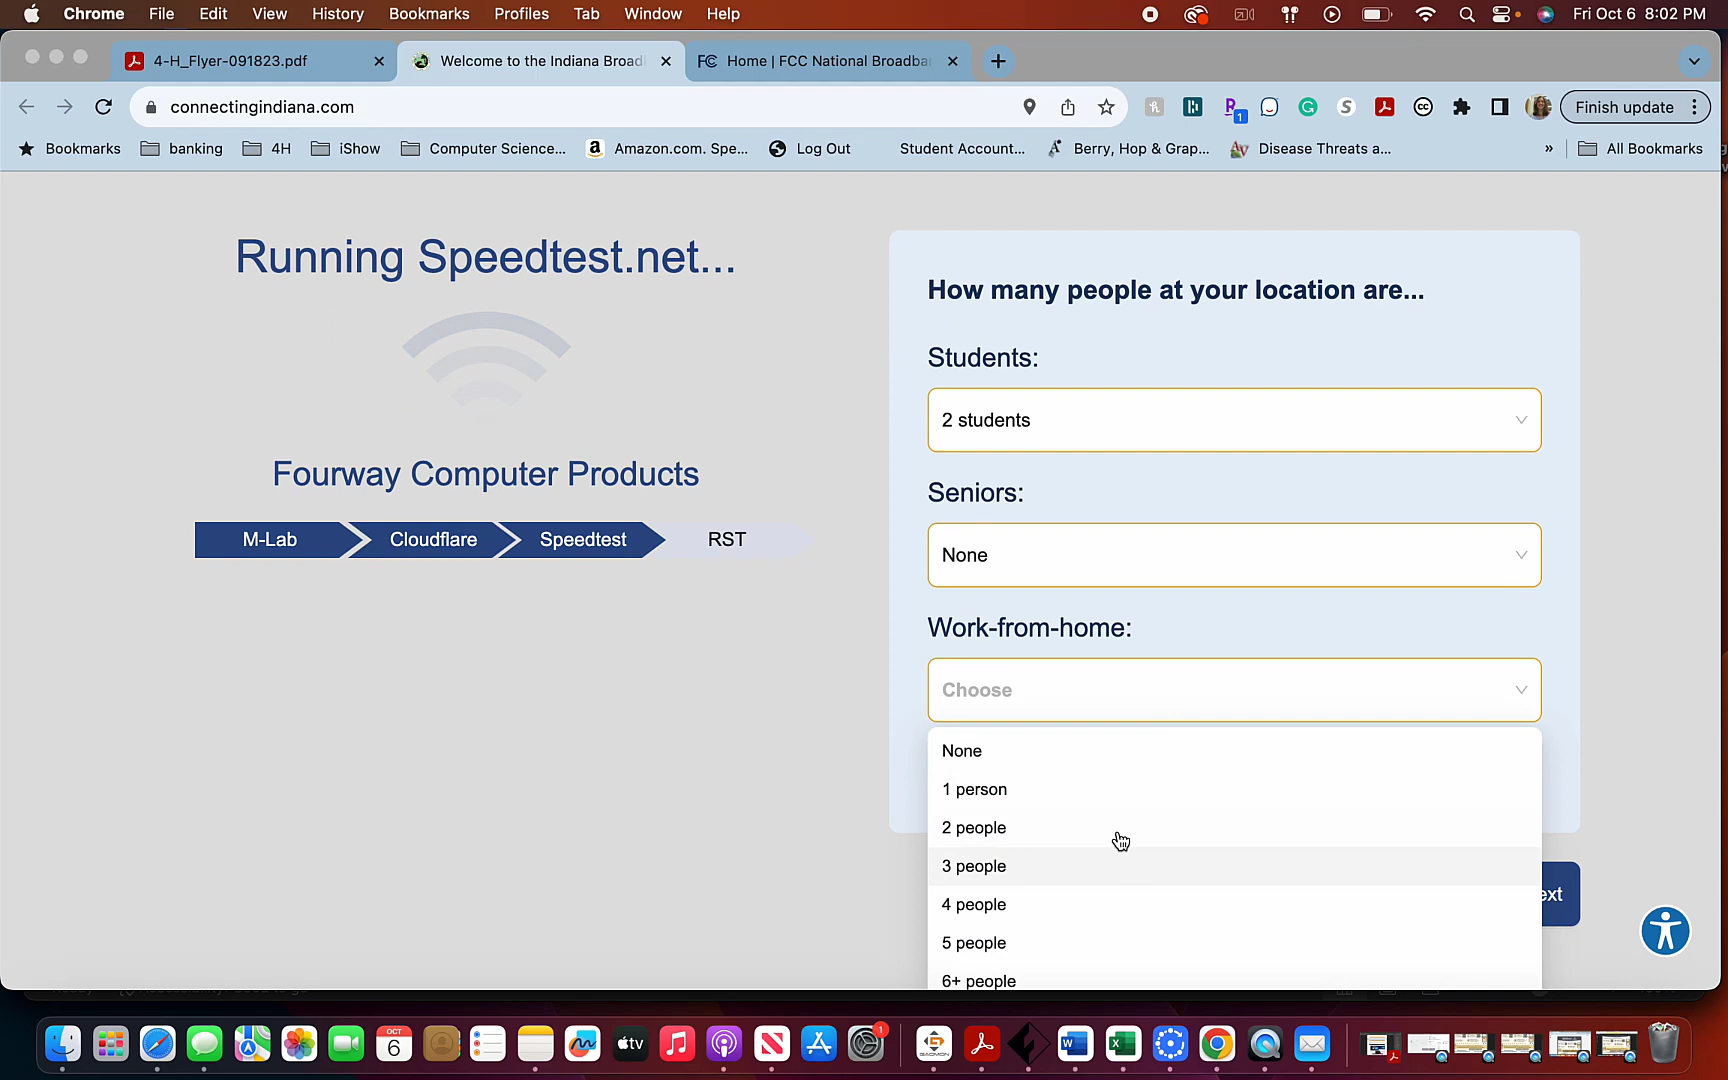 Chrome File Edit View History Bookmarks Profiles Tab Window Help Fri Oct 6 8:02 PM
4-H_Flyer-091823.pdf Welcome to the Indiana Broad Home | FCC National Broadba
connectingindiana.com Finish update
Bookmarks banking 4H iShow Computer Science... Amazon.com. Spe... Log Out Student Account... Berry, Hop & Grap... Disease Threats a... » All Bookmarks
Running Speedtest.net...
Fourway Computer Products
M-Lab Cloudflare Speedtest RST
How many people at your location are...
Students:
2 students
Seniors:
None
Work-from-home:
Choose
None
1 person
2 people
3 people
4 people
5 people
6+ people
ext
OCT
6
tv
1